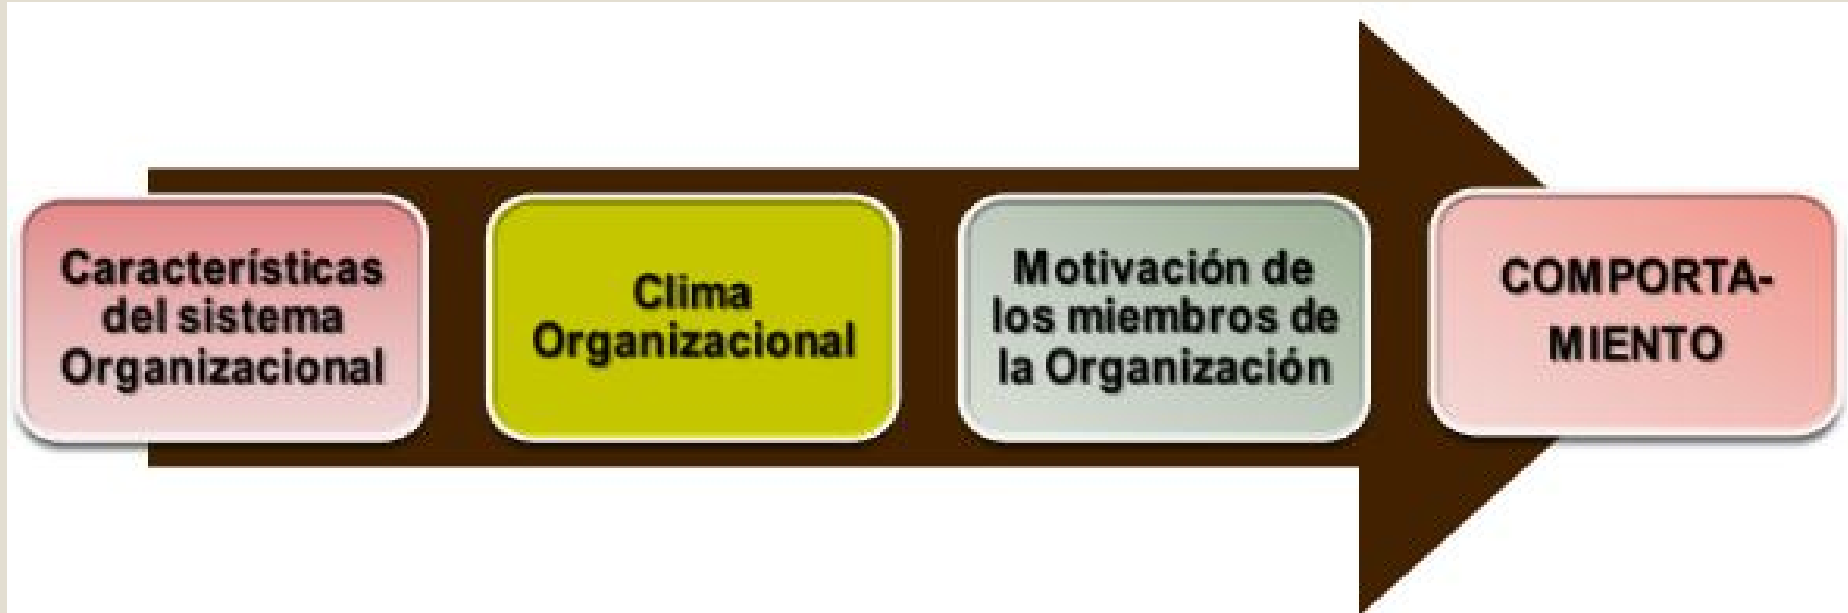 Características
del sistema
Organizacional
Clima
Organizacional
Motivación de
los miembros de
la Organización
COMPORTA-
MIENTO